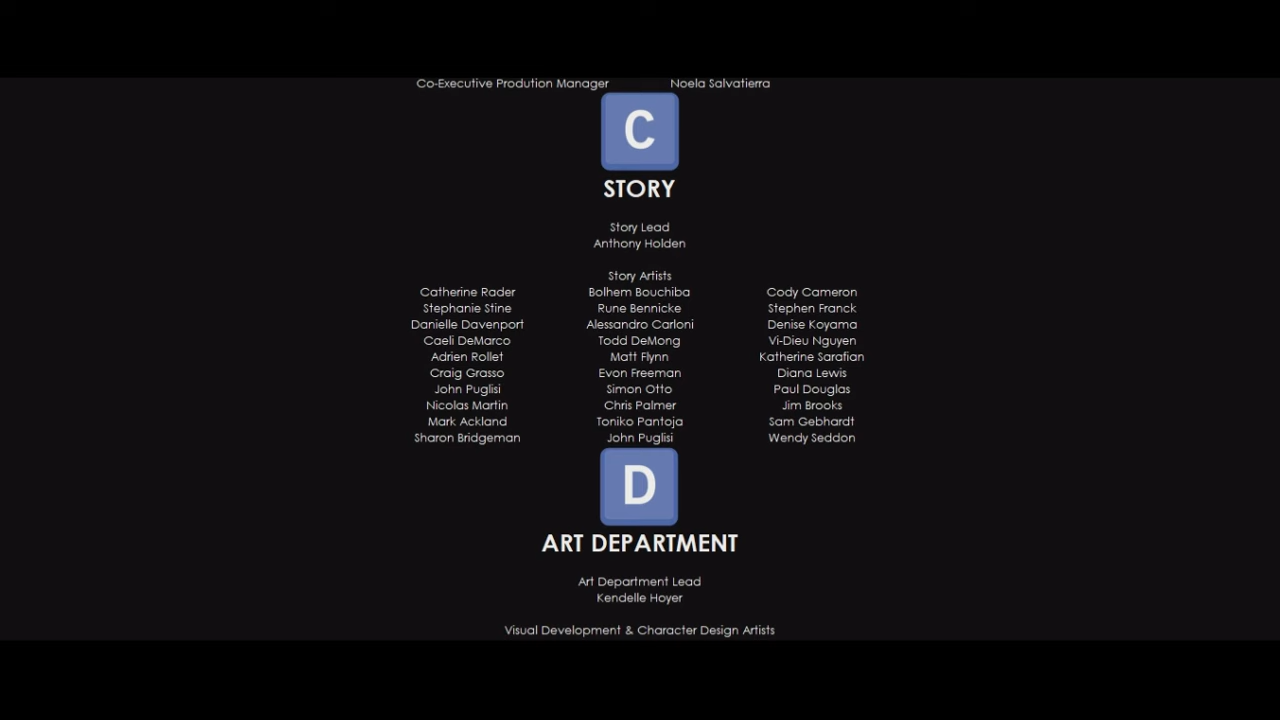 Co-Executive Prodution Manager Noela Salvatierra
C
STORY
Story Lead
Anthony Holden
Story Artists
Catherine Rader Bolhem Bouchiba Cody Cameron
Stephanie Stine Rune Bennicke Stephen Franck
Danielle Davenport Alessandro Carloni Denise Koyama
Caeli DeMarco Todd DeMong Vi-Dieu Nguyen
Adrien Rollet Matt Flynn Katherine Sarafian
Craig Grasso Evon Freeman Diana Lewis
John Puglisi Simon Otto Paul Douglas
Nicolas Martin Chris Palmer Jim Brooks
Mark Ackland Toniko Pantoja Sam Gebhardt
Sharon Bridgeman John Puglisi Wendy Seddon
D
ART DEPARTMENT
Art Department Lead
Kendelle Hoyer
Visual Development & Character Design Artists